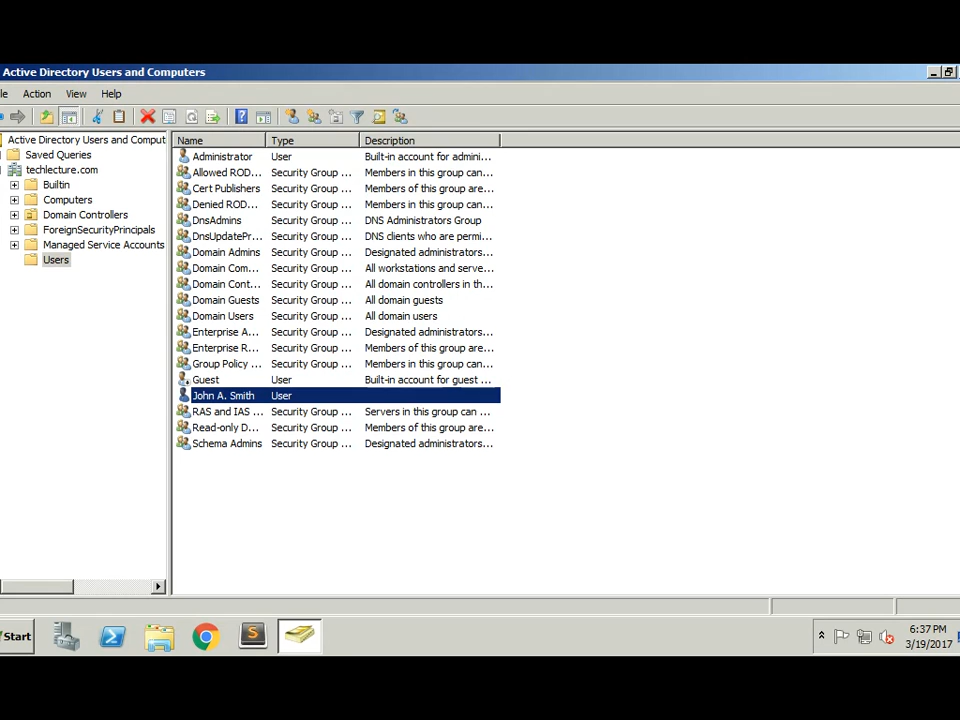 Active Directory Users and Computers
le Action View Help
Active Directory Users and Comput
Saved Queries
techlecture.com
Builtin
Computers
Domain Controllers
ForeignSecurityPrincipals
Managed Service Accounts
Users
Name Type Description
Administrator User Built-in account for admini...
Allowed ROD... Security Group ... Members in this group can...
Cert Publishers Security Group ... Members of this group are...
Denied ROD... Security Group ... Members in this group can...
DnsAdmins Security Group ... DNS Administrators Group
DnsUpdatePr... Security Group ... DNS clients who are permi...
Domain Admins Security Group ... Designated administrators...
Domain Com... Security Group ... All workstations and serve...
Domain Cont... Security Group ... All domain controllers in th...
Domain Guests Security Group ... All domain guests
Domain Users Security Group ... All domain users
Enterprise A... Security Group ... Designated administrators...
Enterprise R... Security Group ... Members of this group are...
Group Policy ... Security Group ... Members in this group can...
Guest User Built-in account for guest ...
John A. Smith User
RAS and IAS ... Security Group ... Servers in this group can ...
Read-only D... Security Group ... Members of this group are...
Schema Admins Security Group ... Designated administrators...
Start
6:37 PM
3/19/2017